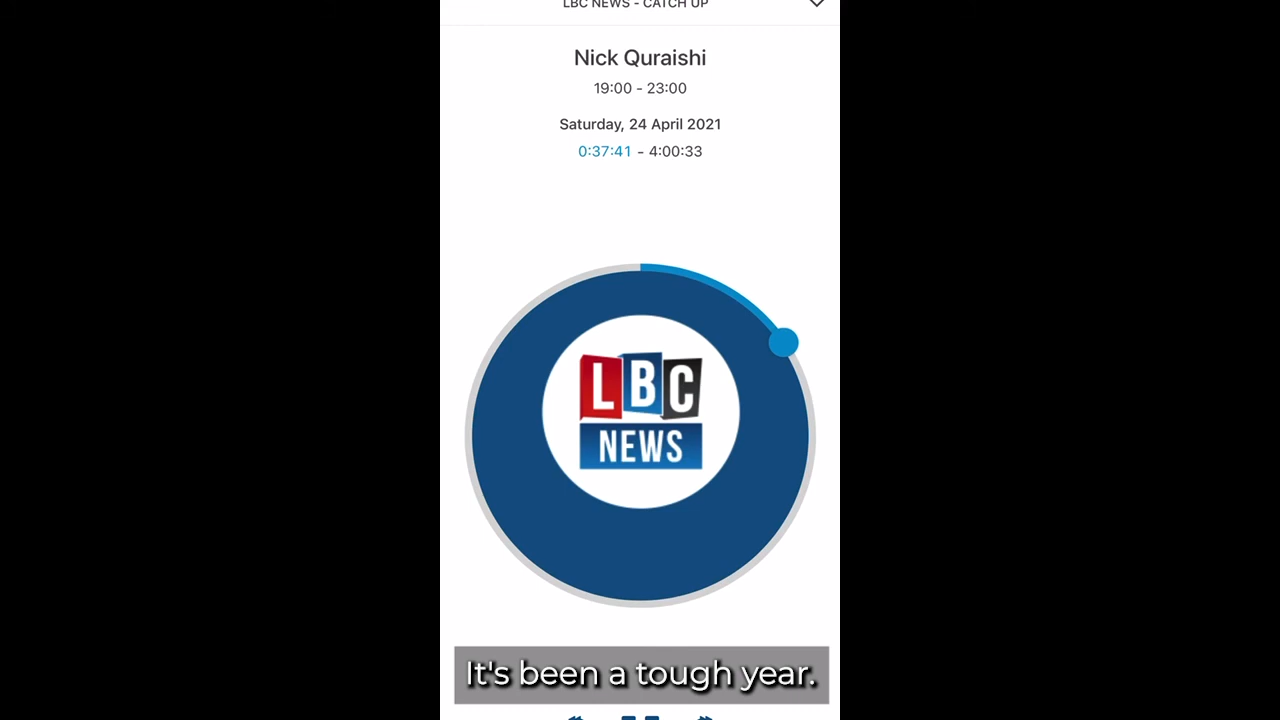 LBC NEWS - CATCH UP
Nick Quraishi
19:00 - 23:00
Saturday, 24 April 2021
0:37:41 - 4:00:33
LBC
NEWS
It's been a tough year.